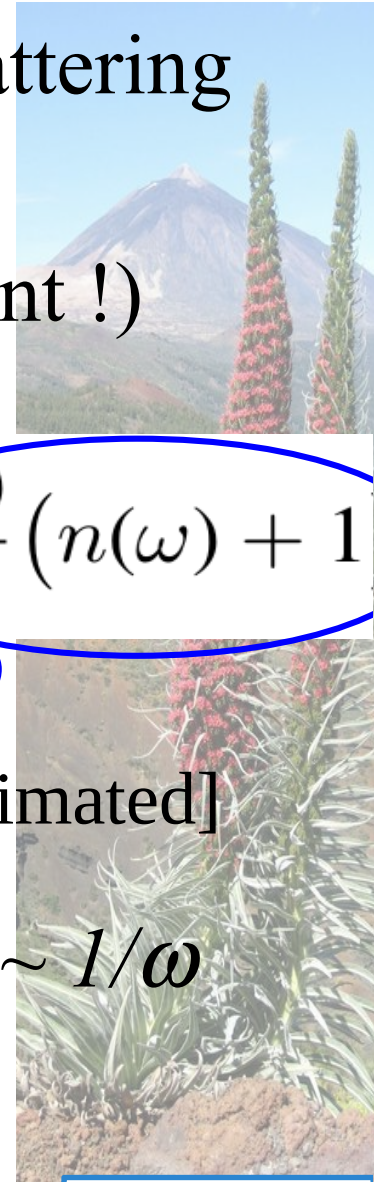 attering
nt !)
(n(ω) + 1
imated]
~ 1/ω